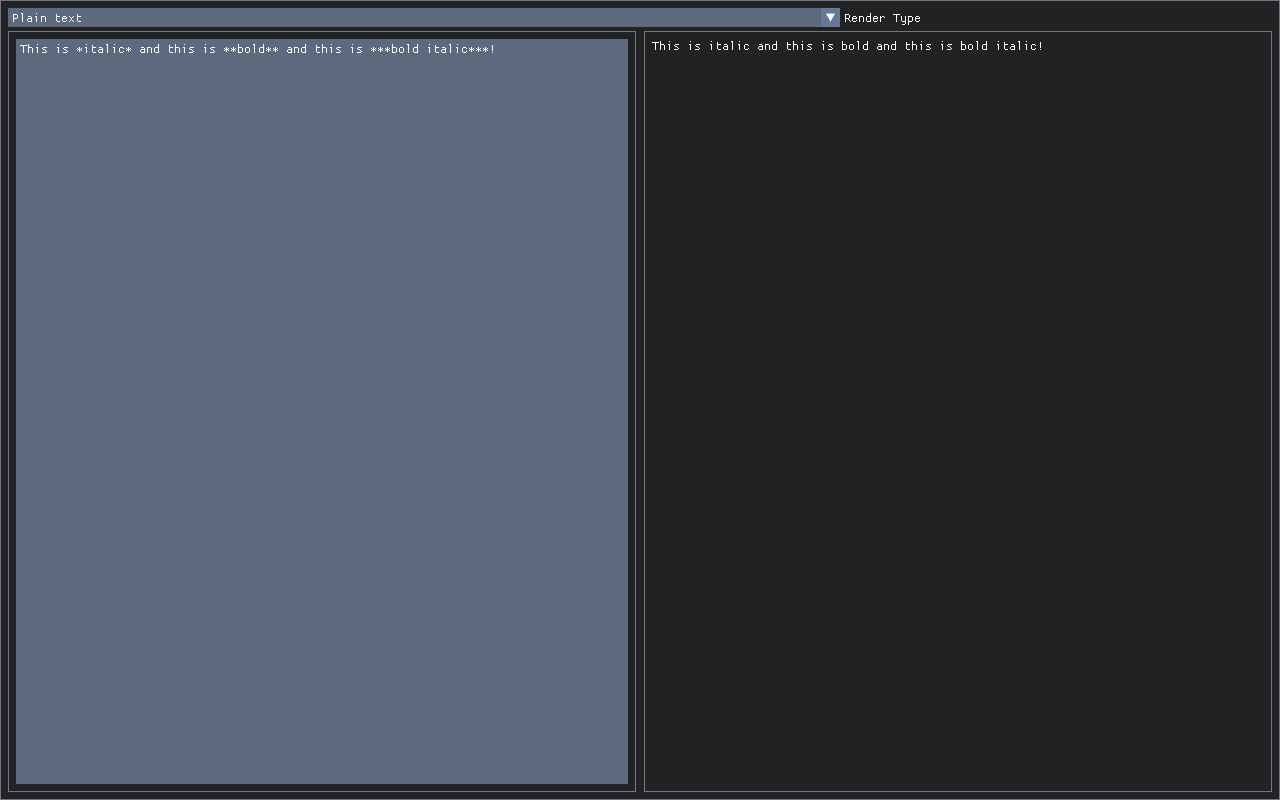 Plain text
Render Type
This is *italic* and this is **bold** and this is ***bold italic***!
This is italic and this is bold and this is bold italic!